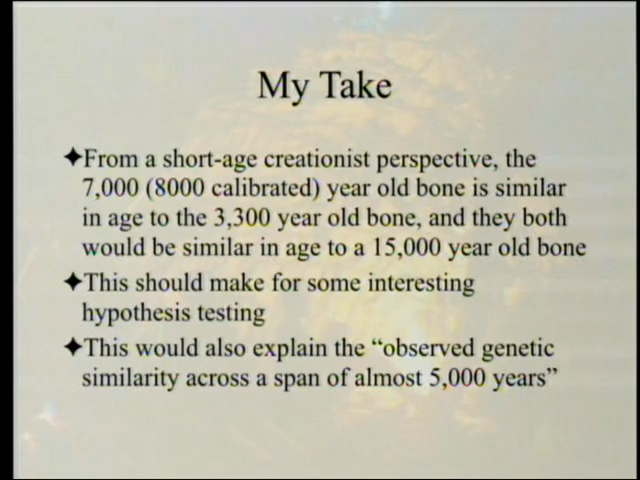 My Take
✦From a short-age creationist perspective, the
7,000 (8000 calibrated) year old bone is similar
in age to the 3,300 year old bone, and they both
would be similar in age to a 15,000 year old bone
✦This should make for some interesting
hypothesis testing
✦This would also explain the “observed genetic
similarity across a span of almost 5,000 years”